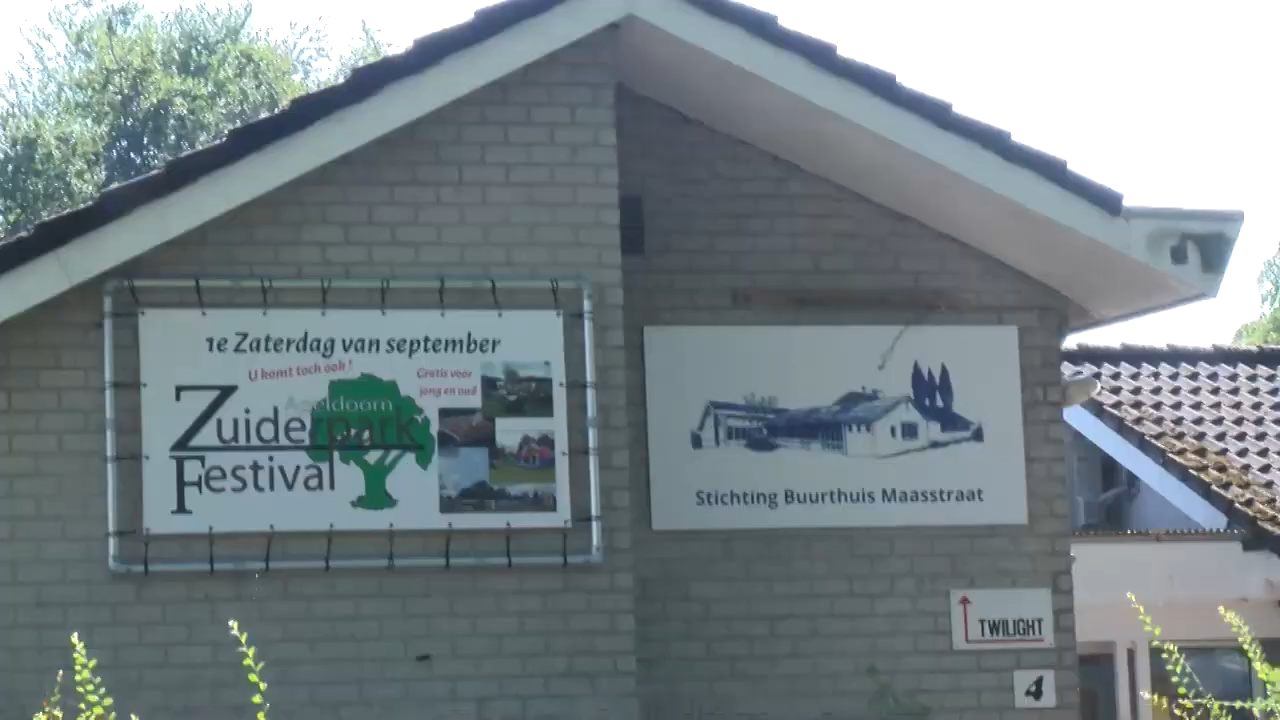 1e Zaterdag van september
U komt toch ook!
Gratis voor
jong en oud
Apeldoorn
Zuiderpark
Festival
Stichting Buurthuis Maasstraat
TWILIGHT
4